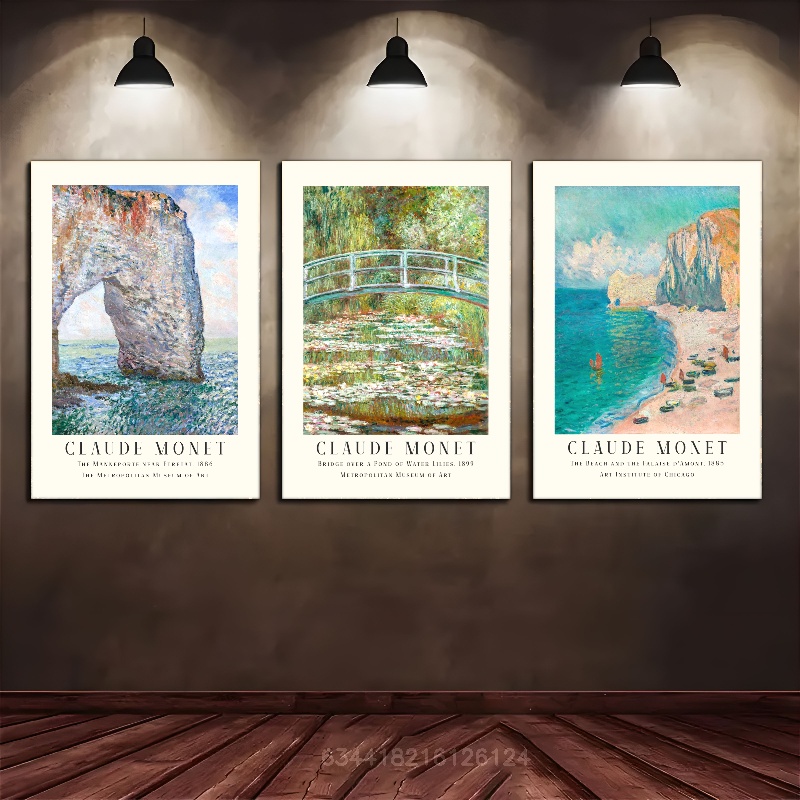 CLAUDE MONET
The Manneporte near Étretat, 1886
The Metropolitan Museum of Art
CLAUDE MONET
Bridge over a Pond of Water Lilies, 1899
Metropolitan Museum of Art
CLAUDE MONET
The Beach and the Falaise d'Amont, 1885
Art Institute of Chicago
634418216126124